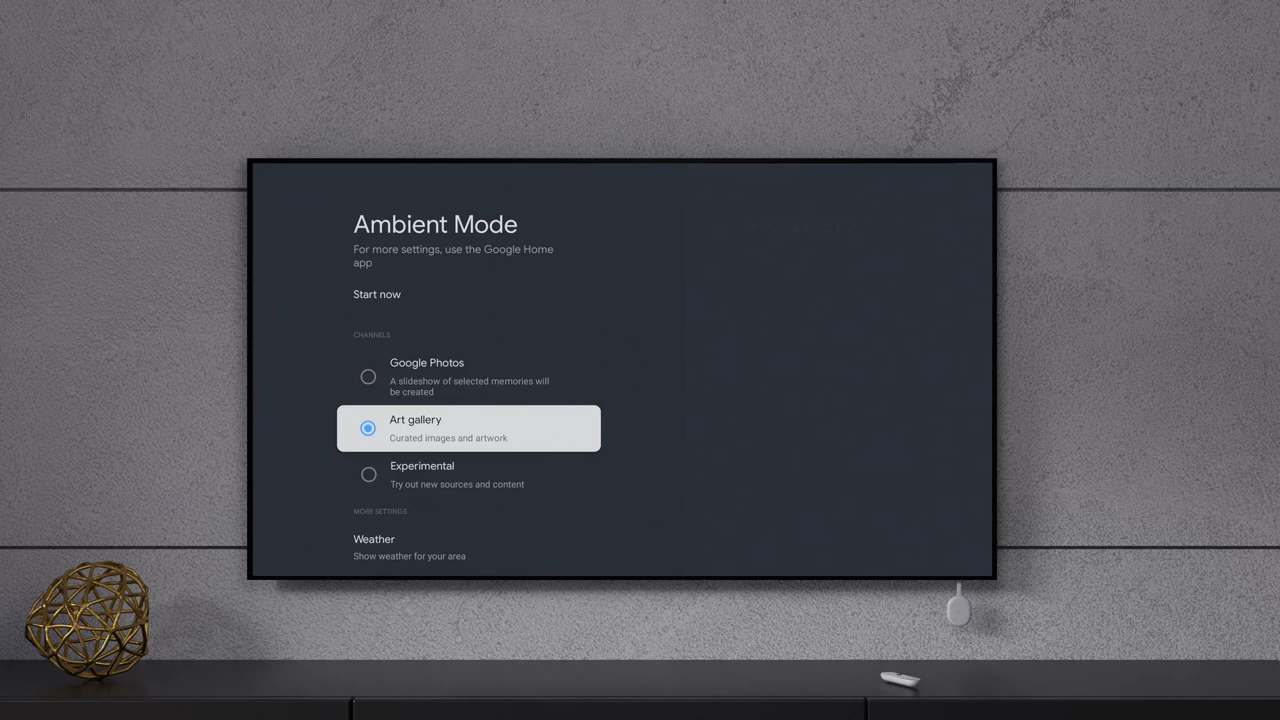 Ambient Mode
For more settings, use the Google Home
app
Start now
CHANNELS
Google Photos
A slideshow of selected memories will
be created
Art gallery
Curated images and artwork
Experimental
Try out new sources and content
MORE SETTINGS
Weather
Show weather for your area